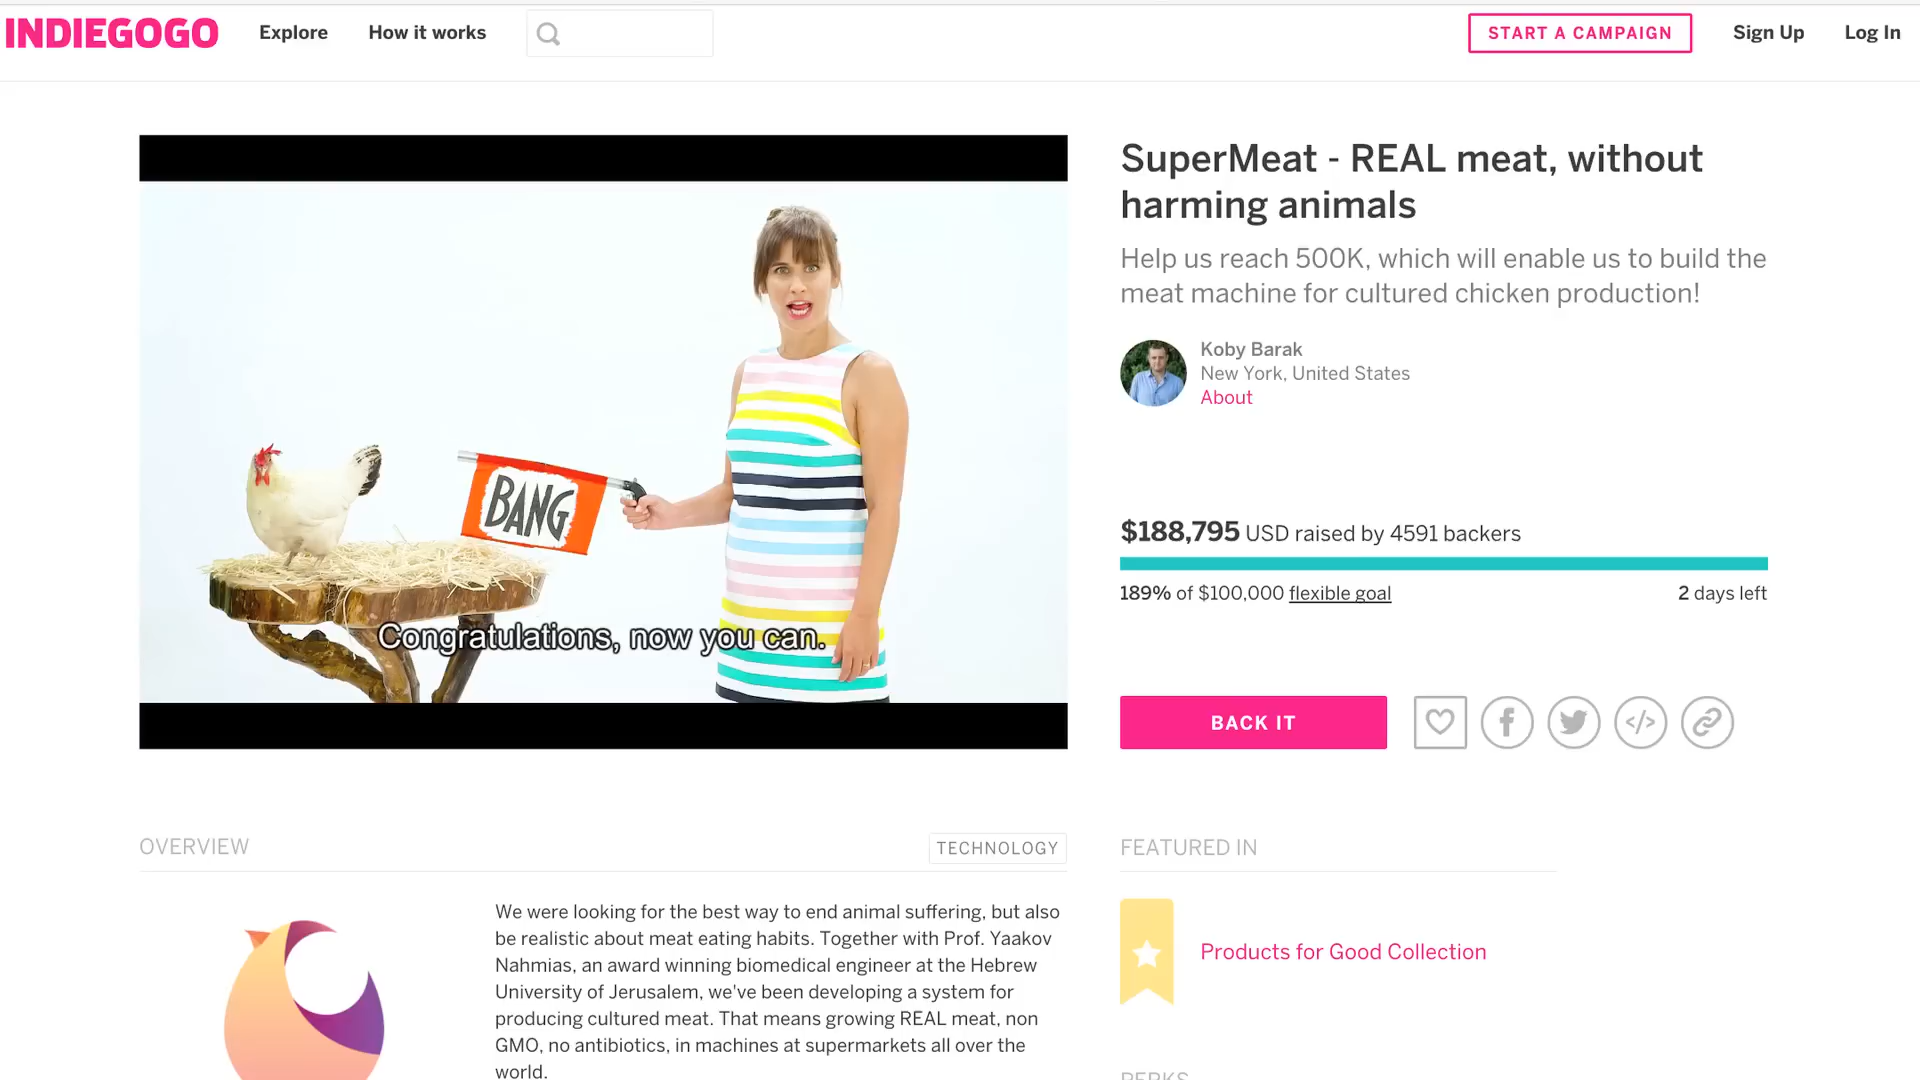 INDIEGOGO
Explore
How it works
START A CAMPAIGN
Sign Up
Log In
BANG
Congratulations, now you can.
SuperMeat - REAL meat, without
harming animals
Help us reach 500K, which will enable us to build the
meat machine for cultured chicken production!
Koby Barak
New York, United States
About
$188,795 USD raised by 4591 backers
189% of $100,000 flexible goal
2 days left
BACK IT
OVERVIEW
TECHNOLOGY
We were looking for the best way to end animal suffering, but also
be realistic about meat eating habits. Together with Prof. Yaakov
Nahmias, an award winning biomedical engineer at the Hebrew
University of Jerusalem, we've been developing a system for
producing cultured meat. That means growing REAL meat, non
GMO, no antibiotics, in machines at supermarkets all over the
world.
FEATURED IN
Products for Good Collection
PERKS